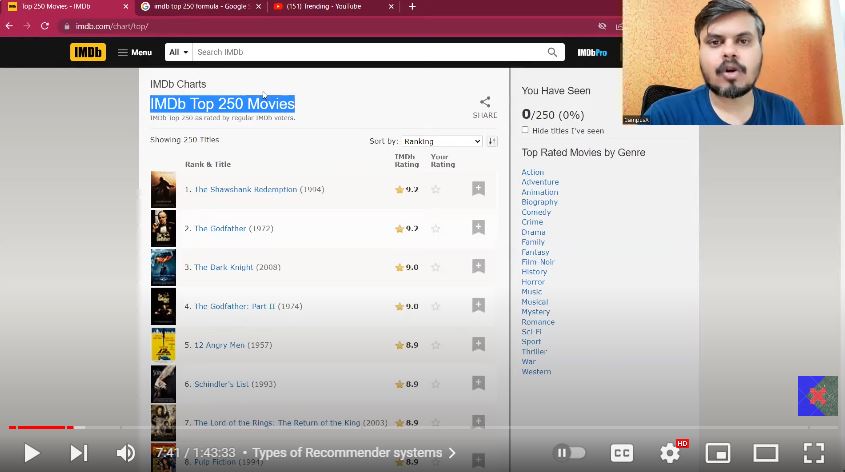 Top 250 Movies - IMDb
imdb top 250 formula - Google S
(151) Trending - YouTube
imdb.com/chart/top/
IMDb
Menu
All
Search IMDb
IMDbPro
IMDb Charts
IMDb Top 250 Movies
IMDb Top 250 as rated by regular IMDb voters.
SHARE
Showing 250 Titles
Sort by: Ranking
Rank & Title
IMDb Rating
Your Rating
1. The Shawshank Redemption (1994) 9.2
2. The Godfather (1972) 9.2
3. The Dark Knight (2008) 9.0
4. The Godfather: Part II (1974) 9.0
5. 12 Angry Men (1957) 8.9
6. Schindler's List (1993) 8.9
7. The Lord of the Rings: The Return of the King (2003) 8.9
8. Pulp Fiction (1994) 8.9
You Have Seen
0/250 (0%)
Hide titles I've seen
Top Rated Movies by Genre
Action
Adventure
Animation
Biography
Comedy
Crime
Drama
Family
Fantasy
Film-Noir
History
Horror
Music
Musical
Mystery
Romance
Sci-Fi
Sport
Thriller
War
Western
CampusX
7:41 / 1:43:33 • Types of Recommender systems
CC
HD